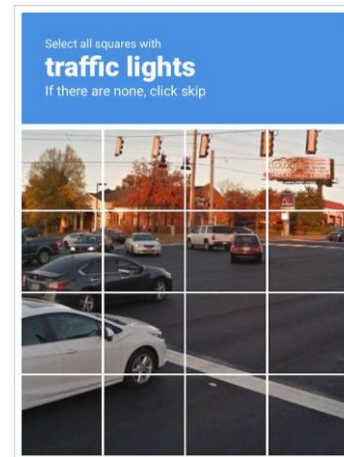 Select all squares with
traffic lights
If there are none, click skip